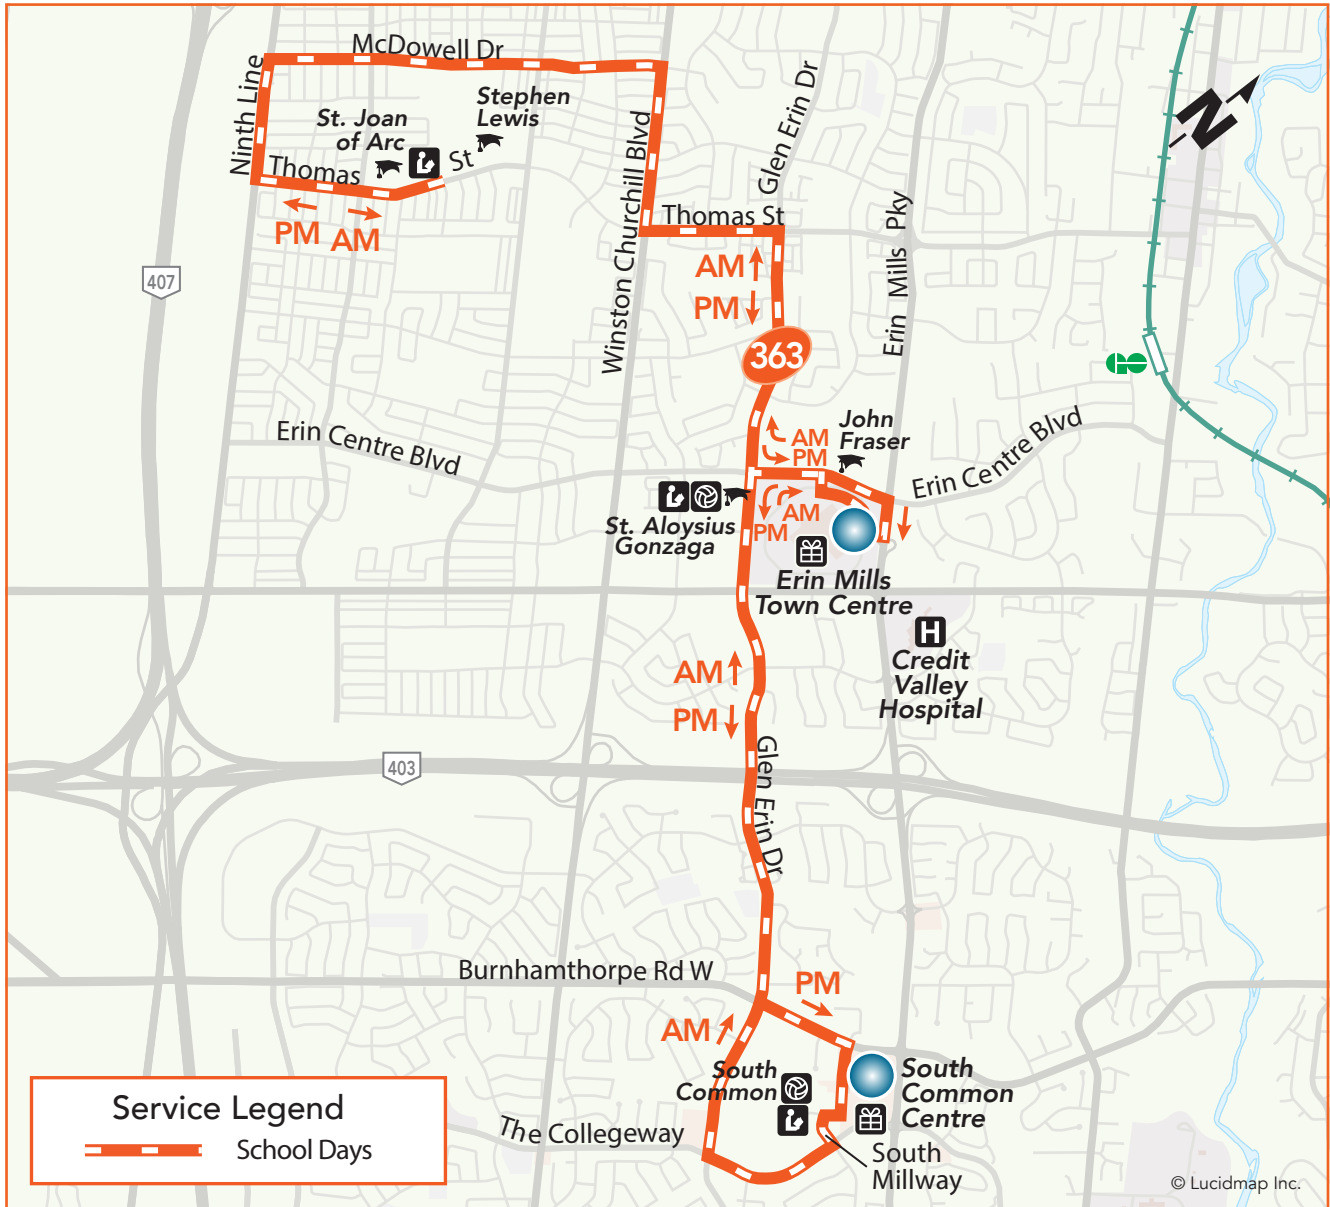 McDowell Dr
Ninth Line
St. Joan
of Arc
Stephen
Lewis
Thomas
St
PM
AM
407
Winston Churchill Blvd
Glen Erin Dr
Thomas St
Erin Mills Pky
N
AM
PM
363
GO
Erin Centre Blvd
AM
PM
John
Fraser
Erin Centre Blvd
St. Aloysius
Gonzaga
AM
PM
Erin Mills
Town Centre
H
Credit
Valley
Hospital
AM
PM
403
Glen Erin Dr
Burnhamthorpe Rd W
PM
AM
South
Common
South
Common
Centre
The Collegeway
South
Millway
Service Legend
School Days
© Lucidmap Inc.